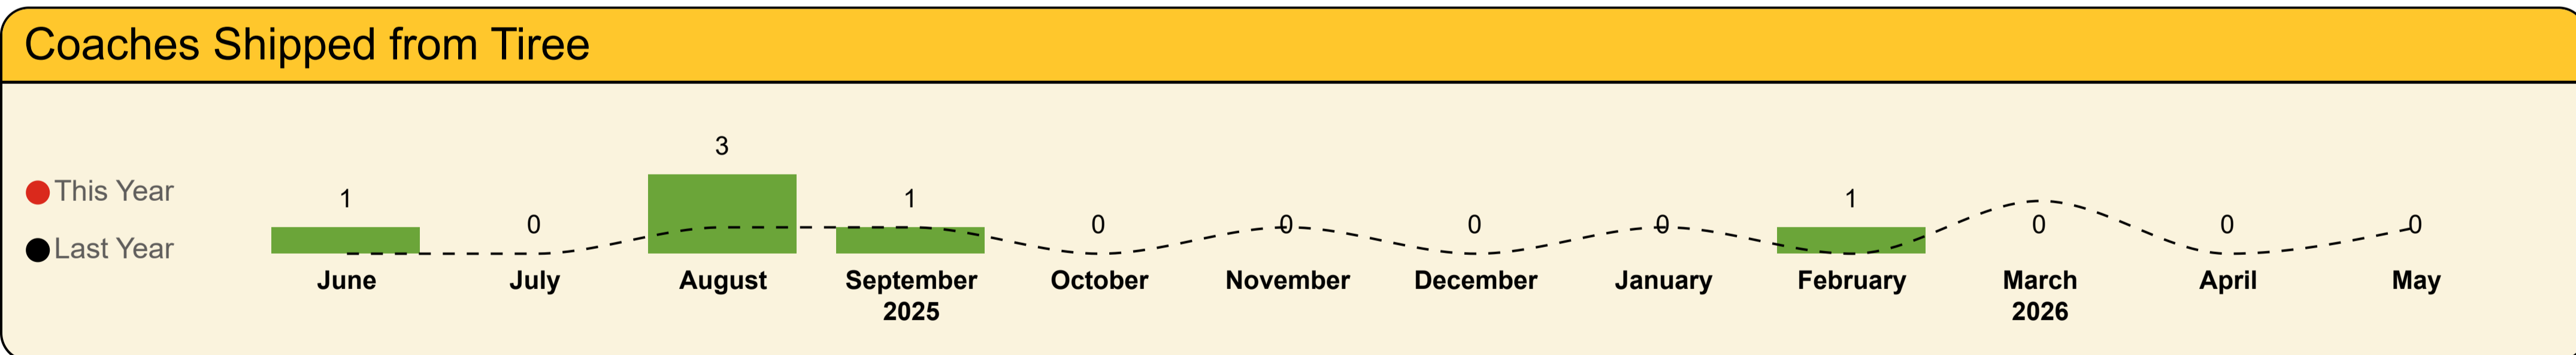 Coaches Shipped from Tiree
3
This Year
1
1
1
0
0
0
0
0
0
0
0
Last Year
June
July
August
September
October
November
December
January
February
March
April
May
2025
2026